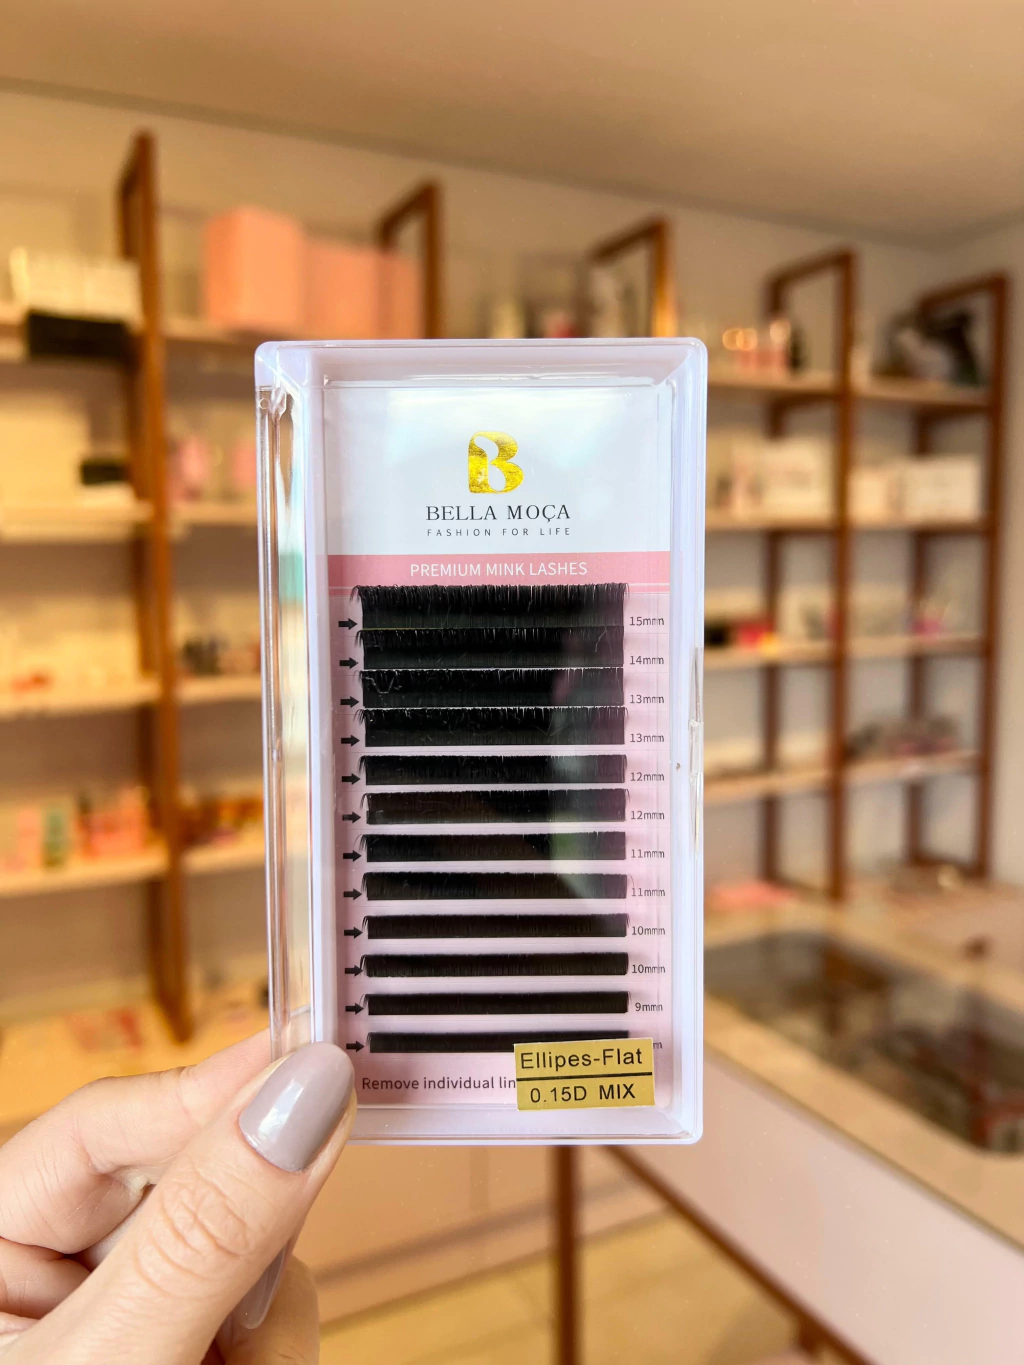 B
BELLA MOÇA
FASHION FOR LIFE
PREMIUM MINK LASHES
15mm
14mm
13mm
13mm
12mm
12mm
11mm
11mm
10mm
10mm
9mm
Ellipes-Flat
0.15D MIX
Remove individual